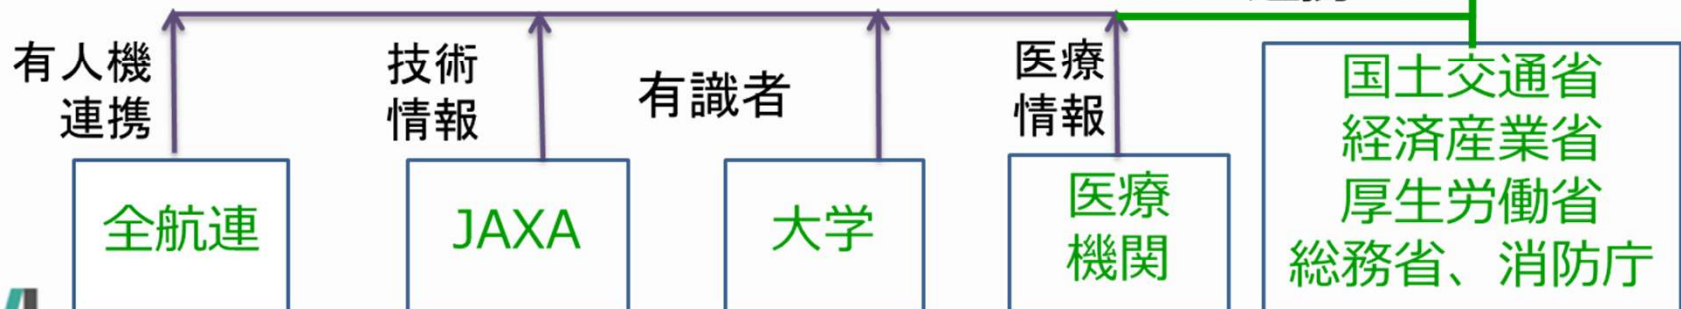 有人機
連携
技術
情報
有識者
医療
情報
全航連
JAXA
大学
医療
機関
国土交通省
経済産業省
厚生労働省
総務省、消防庁